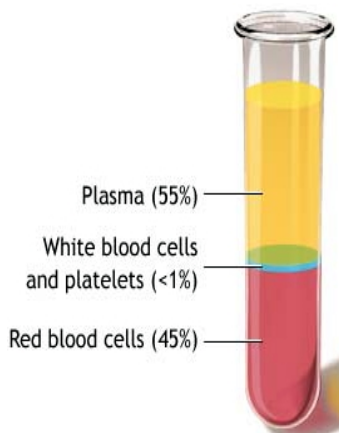 Plasma (55%)
White blood cells
and platelets (<1%)
Red blood cells (45%)